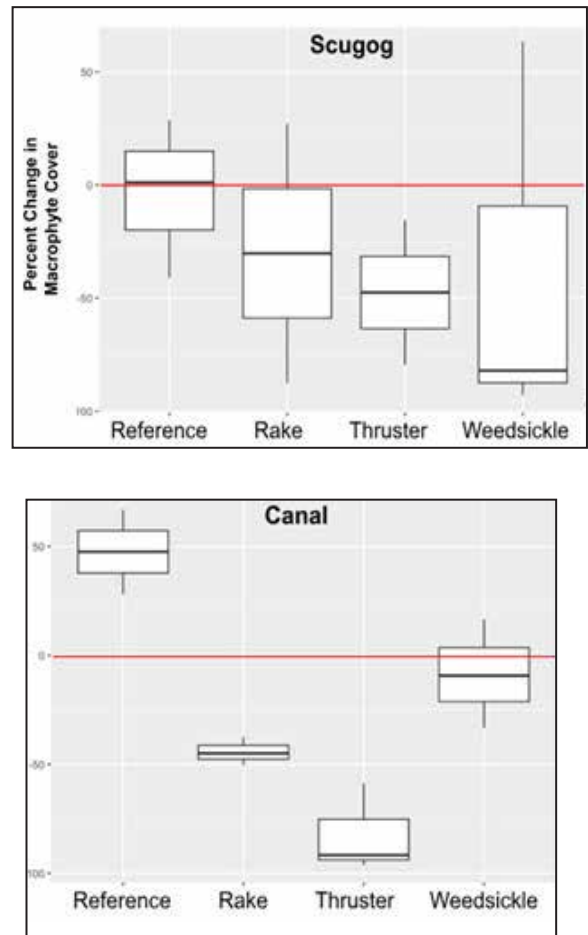 Scugog
Percent Change in
Macrophyte Cover
50-
0-
-50-
100-
Reference Rake Thruster Weedsickle
Canal
50-
0-
-50-
100-
Reference Rake Thruster Weedsickle